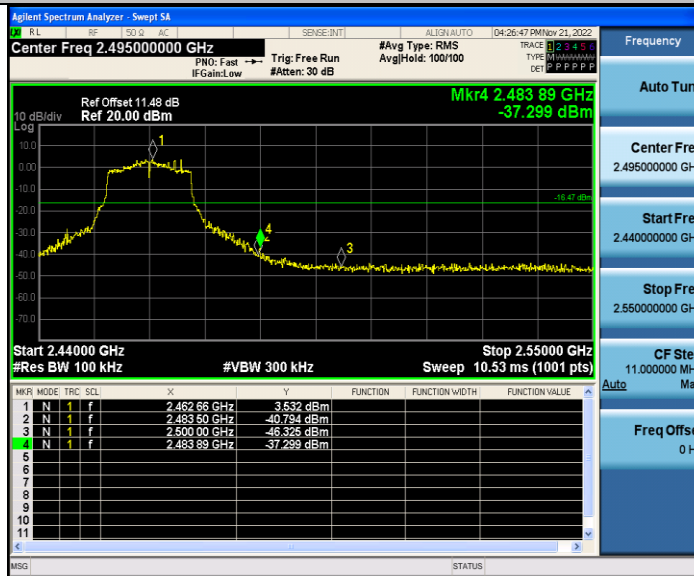 Agilent Spectrum Analyzer - Swept SA
RL RF 50 Ω AC SENSE:INT ALIGNAUTO 04:26:47 PMNov 21, 2022
Center Freq 2.495000000 GHz
PNO: Fast Trig: Free Run #Avg Type: RMS TRACE 1 2 3 4 5 6
IFGain:Low #Atten: 30 dB Avg|Hold: 100/100 TYPE M
DET P P P P P P
Mkr4 2.483 89 GHz
-37.299 dBm
Ref Offset 11.48 dB
10 dB/div Ref 20.00 dBm
Log
10.0
0.00
-10.0
-20.0
-30.0
-40.0
-50.0
-60.0
-70.0
1
-16.47 dBm
4
3
Start 2.44000 GHz Stop 2.55000 GHz
#Res BW 100 kHz #VBW 300 kHz Sweep 10.53 ms (1001 pts)
MKR MODE TRC SCL X Y FUNCTION FUNCTION WIDTH FUNCTION VALUE
1 N 1 f 2.462 66 GHz 3.532 dBm
2 N 1 f 2.483 50 GHz -40.794 dBm
3 N 1 f 2.500 00 GHz -46.325 dBm
4 N 1 f 2.483 89 GHz -37.299 dBm
5
6
7
8
9
10
11
MSG STATUS
Frequency
Auto Tun
Center Fre
2.495000000 GH
Start Fre
2.440000000 GH
Stop Fre
2.550000000 GH
CF Ste
11.000000 MH
Auto Ma
Freq Offse
0 H